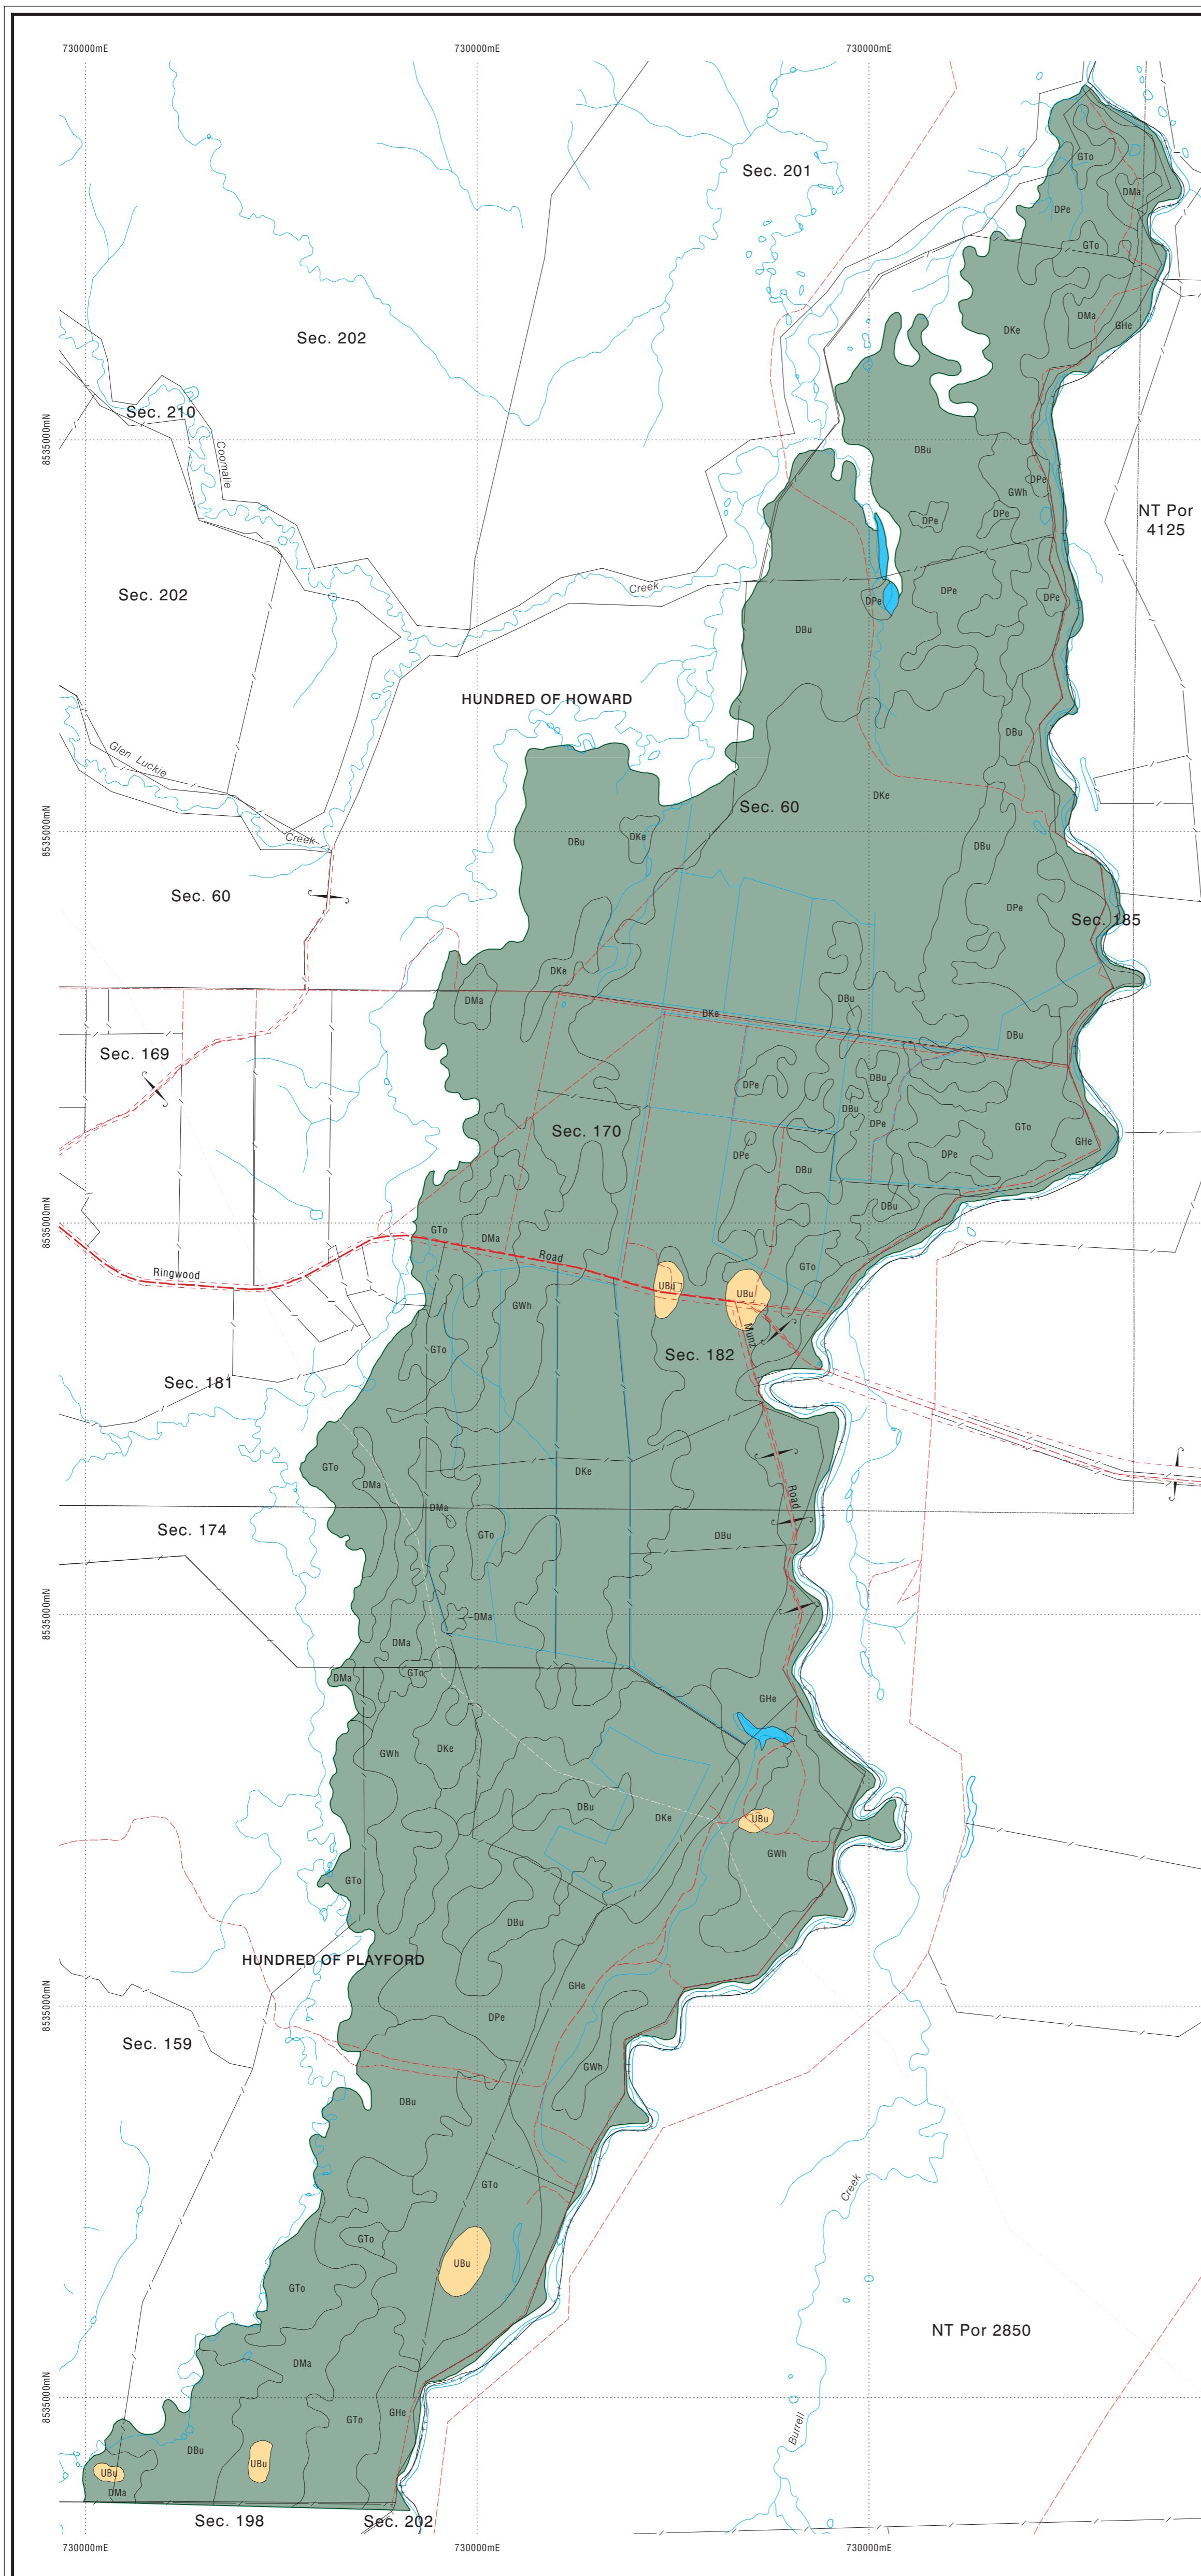 730000mE 730000mE 730000mE
GTo
Sec. 201
DMa
DPe
GTo
DMa
GHe
DKe
Sec. 202
Sec. 210
8535000mN
Coomalie
DBu
DPe
GWh
NT Por
4125
DPe
DPe
Creek
DPe
Sec. 202
DPe
DPe
DBu
HUNDRED OF HOWARD
DBu
Glen Luckie
DKe
Sec. 60
8535000mN
Creek
DBu
DKe
DBu
Sec. 60
DPe
Sec. 185
DKe
DMa
DBu
DKe
DBu
Sec. 169
DBu
DPe
DBu
Sec. 170
DPe
GTo
GHe
DPe
DPe
DBu
DBu
8535000mN
GTo
DMa
Road
GTo
Ringwood
UBu
UBu
GWh
Munz
GTo
Sec. 182
Sec. 181
GTo
DKe
DMa
Road
DMa
Sec. 174
GTo
DBu
8535000mN
DMa
DMa
GTo
DMa
GHe
DKe
GWh
DBu
DKe
UBu
GWh
GTo
DBu
HUNDRED OF PLAYFORD
GHe
8535000mN
DPe
Sec. 159
GWh
DBu
GTo
Creek
GTo
UBu
GTo
NT Por 2850
DMa
8535000mN
GTo
GHe
Burrell
DBu
UBu
UBu
DMa
Sec. 198
Sec. 202
730000mE 730000mE 730000mE